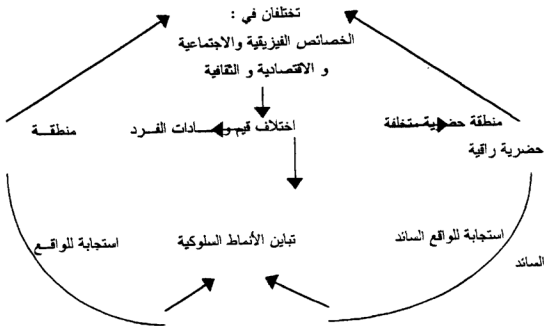 تختلفان في :
الخصائص الفيزيقية والاجتماعية
و الاقتصادية و الثقافية
منطقة حضرية متخلفة اختلاف قيم و عادات الفرد منطقة
حضرية راقية
استجابة للواقع السائد تباين الأنماط السلوكية استجابة للواقع
السائد